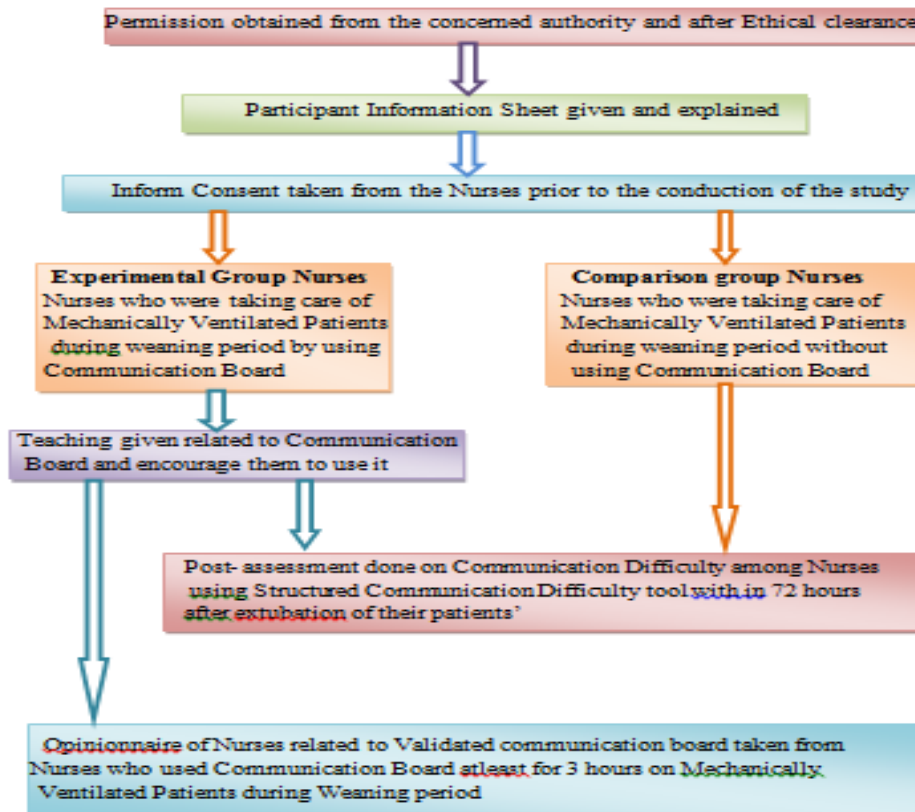 Permission obtained from the concerned authority and after Ethical clearance
Participant Information Sheet given and explained
Inform Consent taken from the Nurses prior to the conduction of the study
Experimental Group Nurses
Nurses who were taking care of
Mechanically Ventilated Patients
during weaning period by using
Communication Board
Comparison group Nurses
Nurses who were taking care of
Mechanically Ventilated Patients
during weaning period without
using Communication Board
Teaching given related to Communication
Board and encourage them to use it
Post- assessment done on Communication Difficulty among Nurses
using Structured Communication Difficulty tool with in 72 hours
after extubation of their patients’
Opinionnaire of Nurses related to Validated communication board taken from
Nurses who used Communication Board atleast for 3 hours on Mechanically
Ventilated Patients during Weaning period